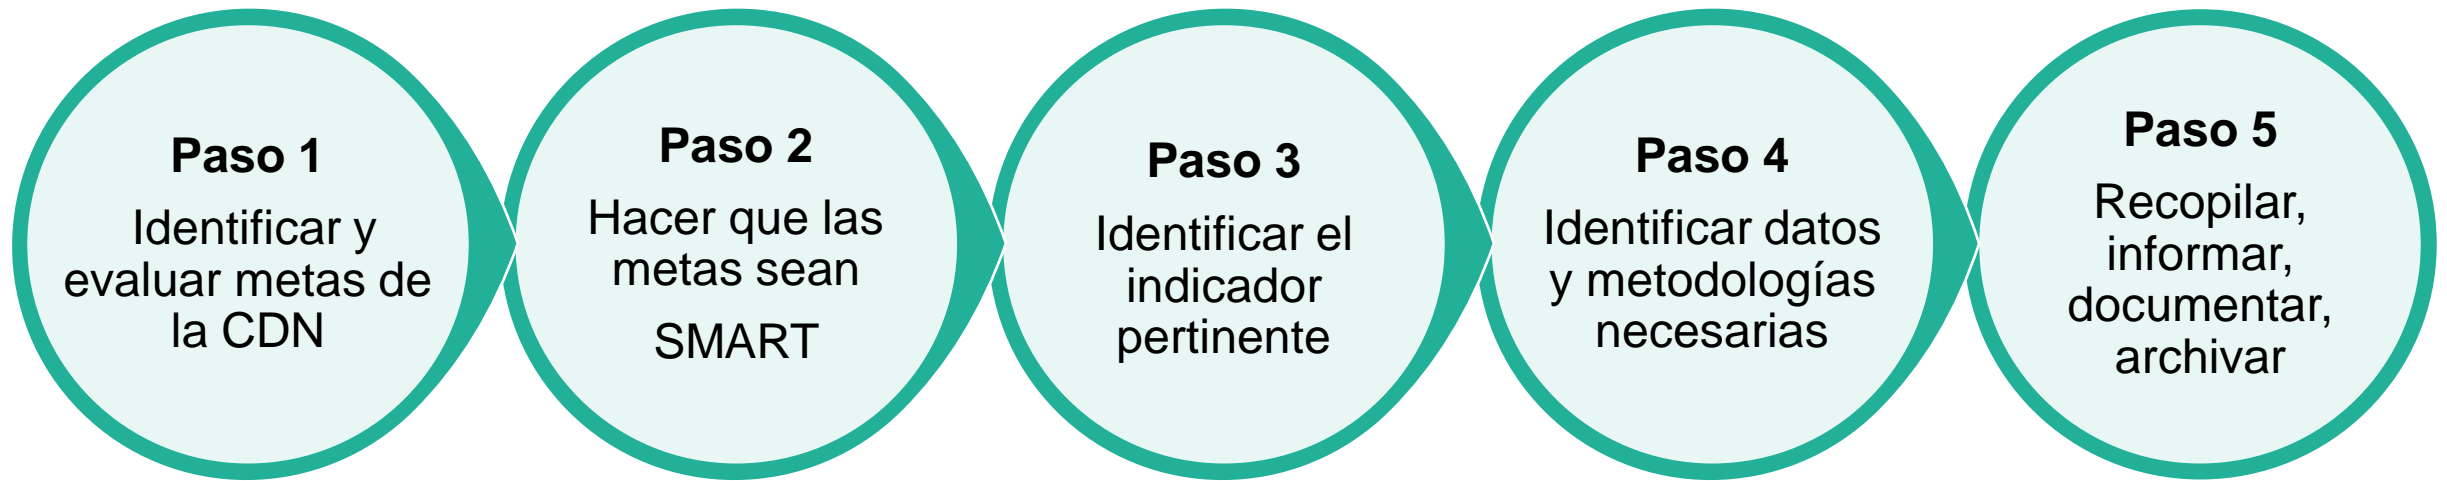 Paso 1
Identificar y
evaluar metas de
la CDN
Paso 2
Hacer que las
metas sean
SMART
Paso 3
Identificar el
indicador
pertinente
Paso 4
Identificar datos
y metodologías
necesarias
Paso 5
Recopilar,
informar,
documentar,
archivar